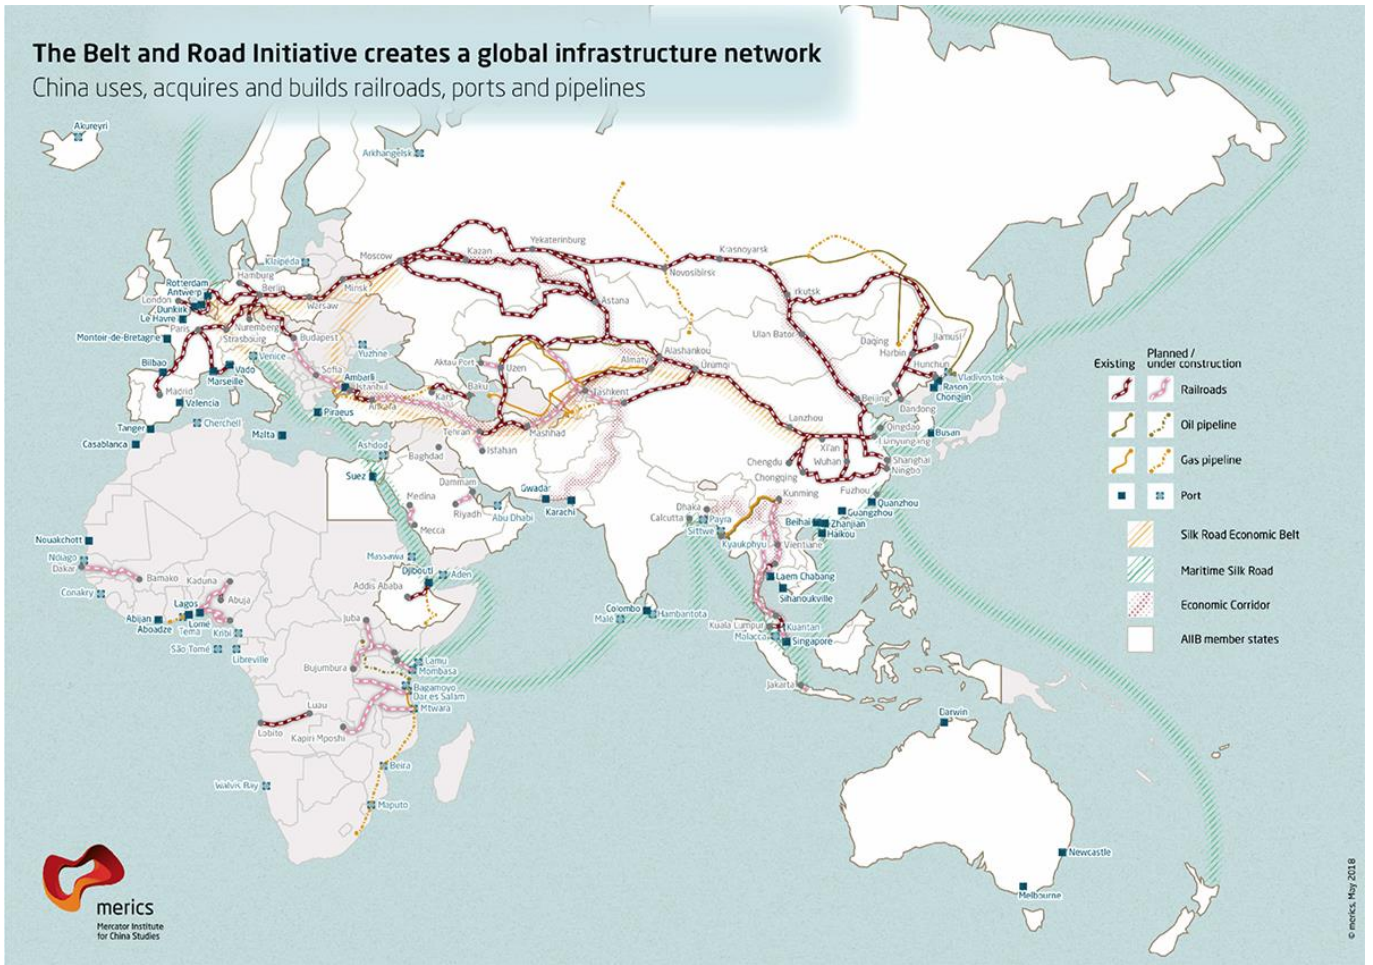 The Belt and Road Initiative creates a global infrastructure network
China uses, acquires and builds railroads, ports and pipelines
Akureyri
Arkhangelsk
Yekaterinburg
Kazan
Krasnoyarsk
Moscow
Novosibirsk
Klaipėda
Hamburg
Rotterdam
Antwerp
Berlin
Minsk
London
Warsaw
Dunkirk
Le Havre
Irkutsk
Astana
Paris
Nuremberg
Strasbourg
Budapest
Montoir-de-Bretagne
Ulan Bator
Daqing
Jiamusi
Harbin
Venice
Yuzhne
Alashankou
Almaty
Ürümqi
Bilbao
Vado
Marseille
Sofia
Aktau Port
Uzen
Hunchun
Vladivostok
Rason
Chongjin
Madrid
Ambarli
Istanbul
Baku
Kars
Tashkent
Beijing
Dandong
Valencia
Ankara
Piraeus
Lanzhou
Qingdao
Lianyungang
Busan
Tanger
Cherchell
Malta
Casablanca
Tehran
Mashhad
Isfahan
Ashdod
Baghdad
Xi'an
Chengdu
Wuhan
Shanghai
Ningbo
Chongqing
Suez
Dammam
Medina
Riyadh
Abu Dhabi
Mecca
Gwadar
Karachi
Kunming
Fuzhou
Quanzhou
Guangzhou
Dhaka
Calcutta
Payra
Sittwe
Kyaukphyu
Beihai
Zhanjian
Haikou
Vientiane
Nouakchott
Ndiago
Dakar
Bamako
Kaduna
Abuja
Conakry
Massawa
Djibouti
Aden
Addis Ababa
Laem Chabang
Sihanoukville
Abijan
Lagos
Lomé
Aboadze
Tema
Kribi
São Tomé
Libreville
Juba
Colombo
Hambantota
Malé
Kuala Lumpur
Kuantan
Malacca
Singapore
Bujumbura
Lamu
Mombasa
Bagamoyo
Dar es Salam
Mtwara
Jakarta
Luau
Lobito
Kapiri Mposhi
Beira
Walvis Bay
Maputo
Darwin
Newcastle
Melbourne
Existing
Planned /
under construction
Railroads
Oil pipeline
Gas pipeline
Port
Silk Road Economic Belt
Maritime Silk Road
Economic Corridor
AIIB member states
merics
Mercator Institute
for China Studies
© merics, May 2018